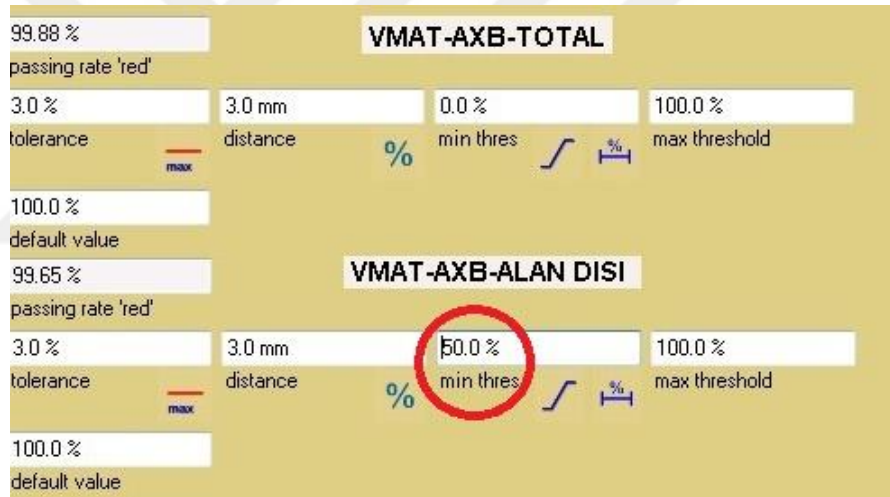 99.88 %
VMAT-AXB-TOTAL
passing rate 'red'
3.0 % 3.0 mm 0.0 % 100.0 %
tolerance max distance % min thres % max threshold
100.0 %
default value
99.65 %
VMAT-AXB-ALAN DISI
passing rate 'red'
3.0 % 3.0 mm 50.0 % 100.0 %
tolerance max distance % min thres % max threshold
100.0 %
default value